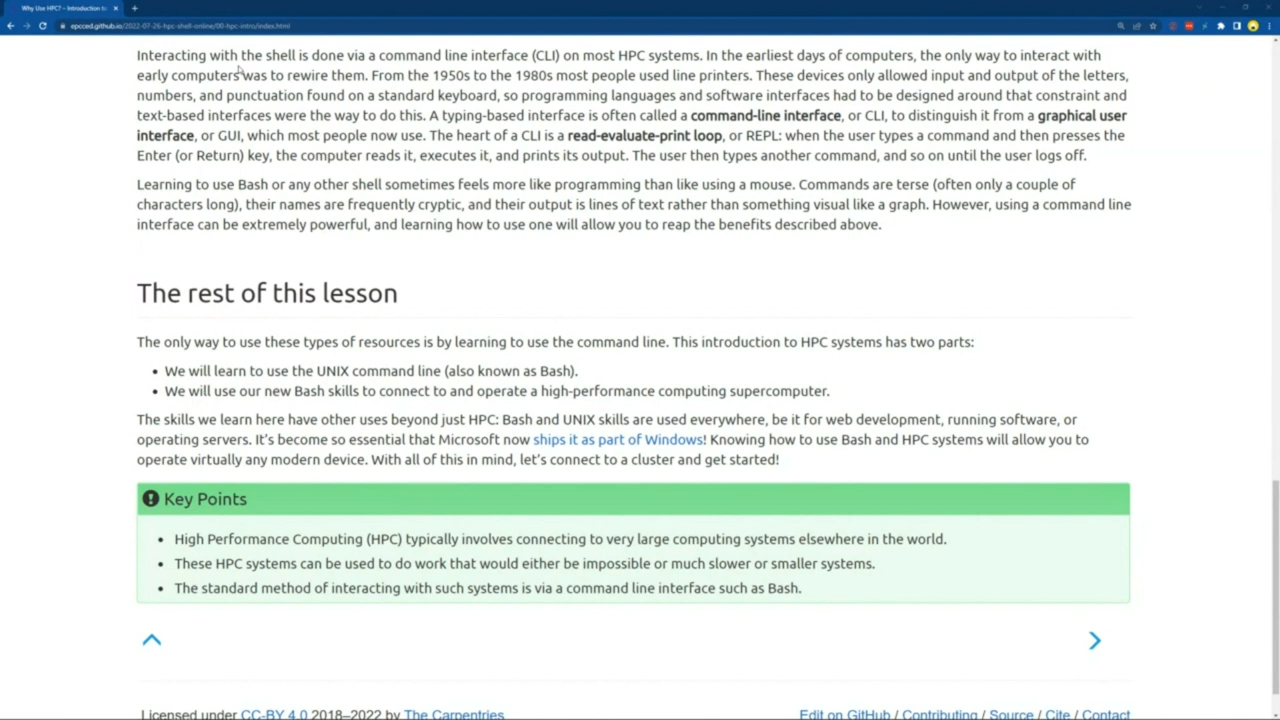 Why Use HPC? – Introduction to
epcced.github.io/2022-07-26-hpc-shell-online/00-hpc-intro/index.html
Interacting with the shell is done via a command line interface (CLI) on most HPC systems. In the earliest days of computers, the only way to interact with
early computers was to rewire them. From the 1950s to the 1980s most people used line printers. These devices only allowed input and output of the letters,
numbers, and punctuation found on a standard keyboard, so programming languages and software interfaces had to be designed around that constraint and
text-based interfaces were the way to do this. A typing-based interface is often called a command-line interface, or CLI, to distinguish it from a graphical user
interface, or GUI, which most people now use. The heart of a CLI is a read-evaluate-print loop, or REPL: when the user types a command and then presses the
Enter (or Return) key, the computer reads it, executes it, and prints its output. The user then types another command, and so on until the user logs off.
Learning to use Bash or any other shell sometimes feels more like programming than like using a mouse. Commands are terse (often only a couple of
characters long), their names are frequently cryptic, and their output is lines of text rather than something visual like a graph. However, using a command line
interface can be extremely powerful, and learning how to use one will allow you to reap the benefits described above.
The rest of this lesson
The only way to use these types of resources is by learning to use the command line. This introduction to HPC systems has two parts:
• We will learn to use the UNIX command line (also known as Bash).
• We will use our new Bash skills to connect to and operate a high-performance computing supercomputer.
The skills we learn here have other uses beyond just HPC: Bash and UNIX skills are used everywhere, be it for web development, running software, or
operating servers. It's become so essential that Microsoft now ships it as part of Windows! Knowing how to use Bash and HPC systems will allow you to
operate virtually any modern device. With all of this in mind, let's connect to a cluster and get started!
Key Points
• High Performance Computing (HPC) typically involves connecting to very large computing systems elsewhere in the world.
• These HPC systems can be used to do work that would either be impossible or much slower or smaller systems.
• The standard method of interacting with such systems is via a command line interface such as Bash.
Licensed under CC-BY 4.0 2018–2022 by The Carpentries
Edit on GitHub / Contributing / Source / Cite / Contact